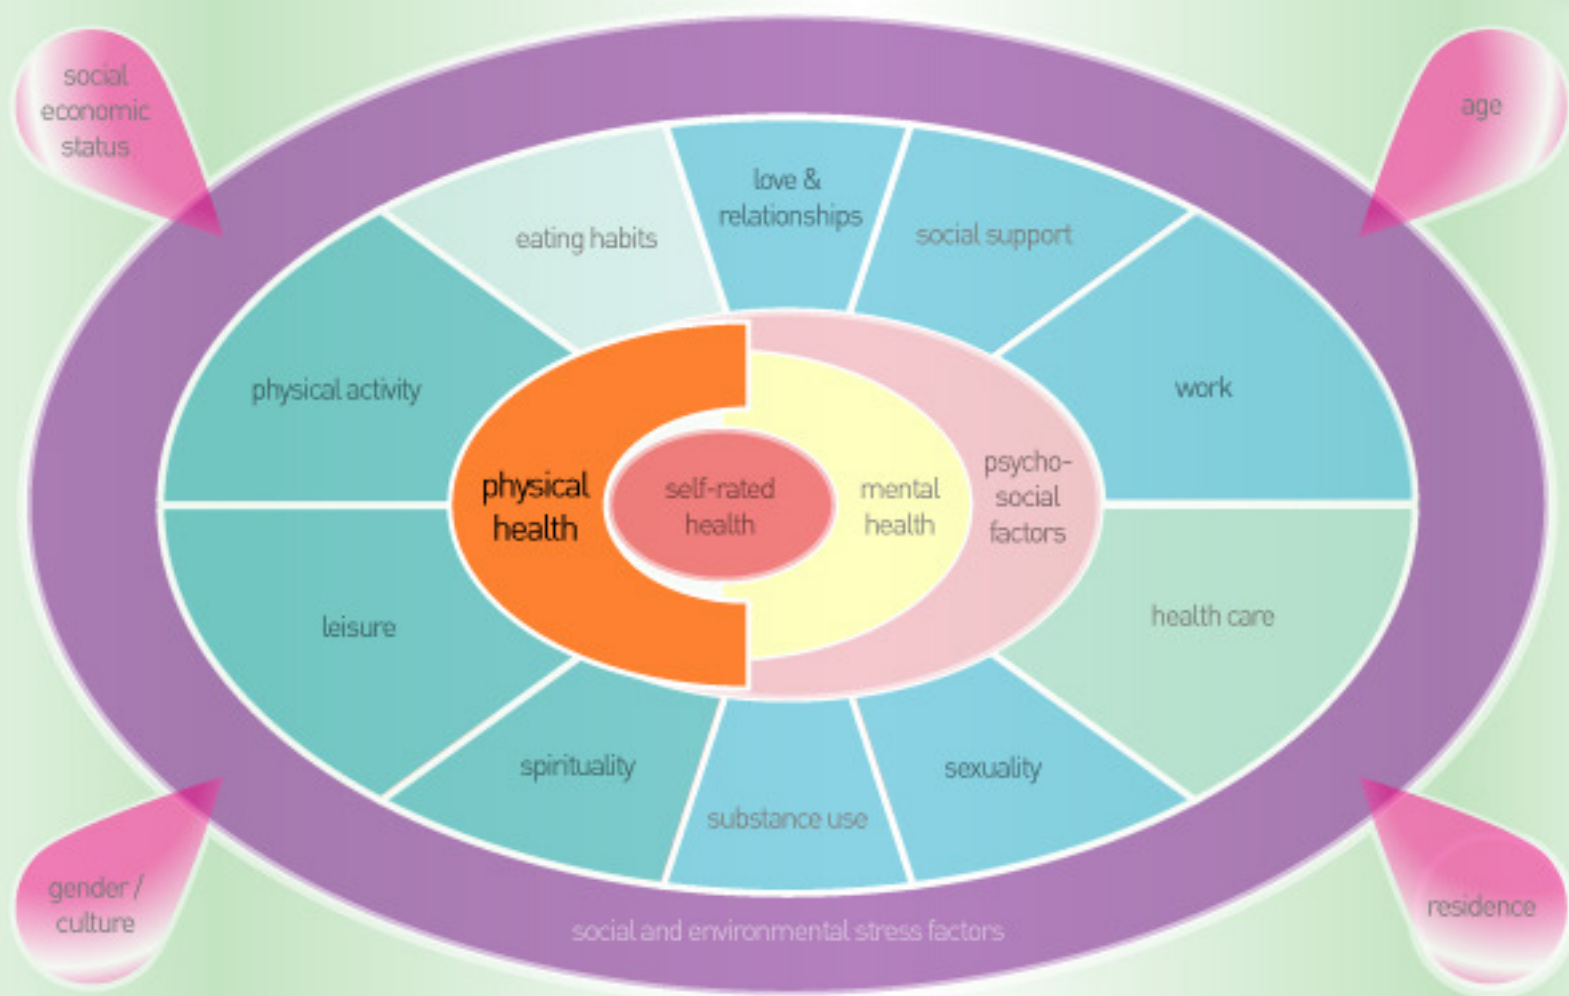 social
economic
status
age
love &
relationships
eating habits
social support
physical activity
work
physical
health
self-rated
health
mental
health
psycho-
social
factors
leisure
health care
spirituality
substance use
sexuality
gender /
culture
residence
social and environmental stress factors